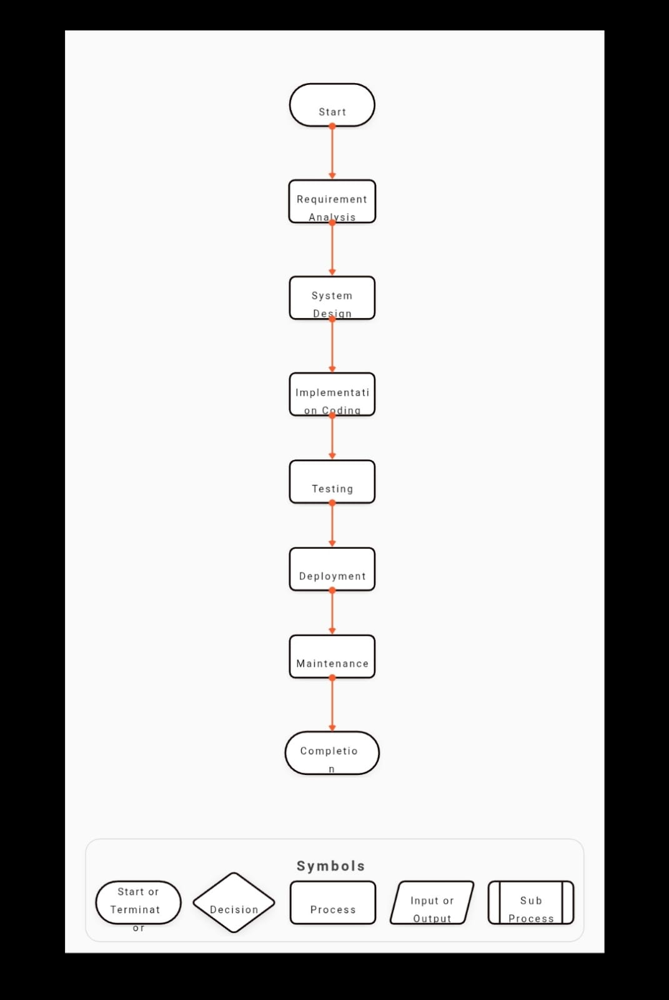 Start
Requirement
Analysis
System
Design
Implementati
on Coding
Testing
Deployment
Maintenance
Completio
n
Symbols
Start or
Terminat
or
Decision
Process
Input or
Output
Sub
Process